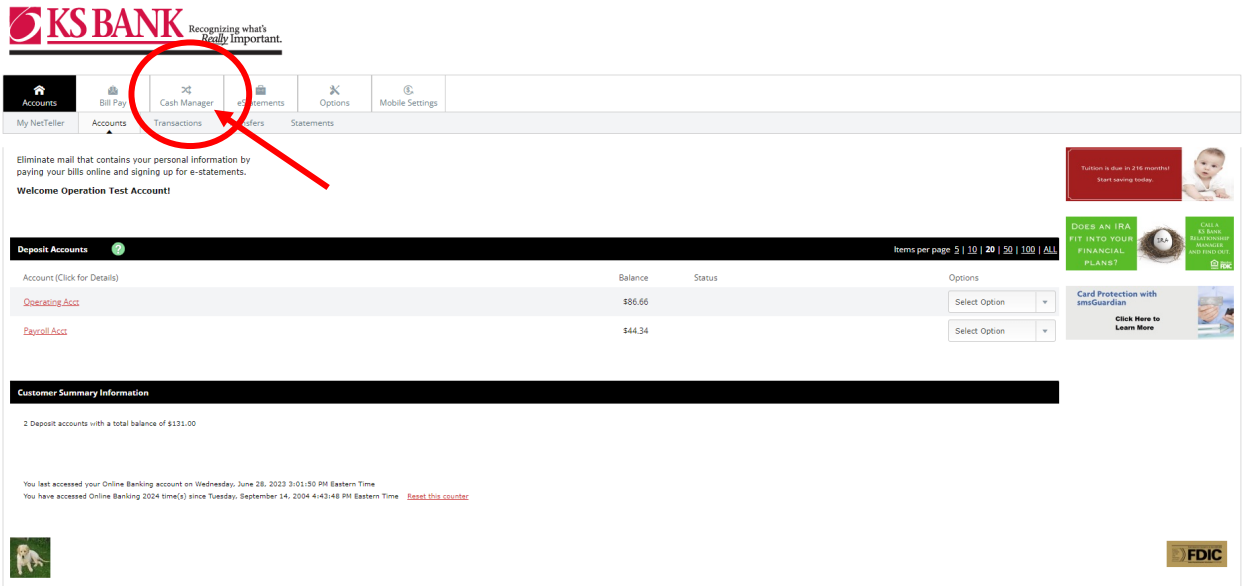 KS BANK
Recognizing what's
Really Important.
Accounts Bill Pay Cash Manager eStatements Options Mobile Settings
My NetTeller Accounts Transactions Statements
Eliminate mail that contains your personal information by
paying your bills online and signing up for e-statements.
Welcome Operation Test Account!
Tuition is due in 216 months!
Start saving today.
DOES AN IRA
FIT INTO YOUR
FINANCIAL
PLANS?
IRA
CALL A
KS BANK
RELATIONSHIP
MANAGER
AND FIND OUT.
FDIC
Deposit Accounts ? Items per page 5 | 10 | 20 | 50 | 100 | ALL
Account (Click for Details) Balance Status Options
Operating Acct $86.66 Select Option
Payroll Acct $44.34 Select Option
Card Protection with
smsGuardian
Click Here to
Learn More
Customer Summary Information
2 Deposit accounts with a total balance of $131.00
You last accessed your Online Banking account on Wednesday, June 28, 2023 3:01:50 PM Eastern Time
You have accessed Online Banking 2024 time(s) since Tuesday, September 14, 2004 4:43:48 PM Eastern Time Reset this counter
FDIC